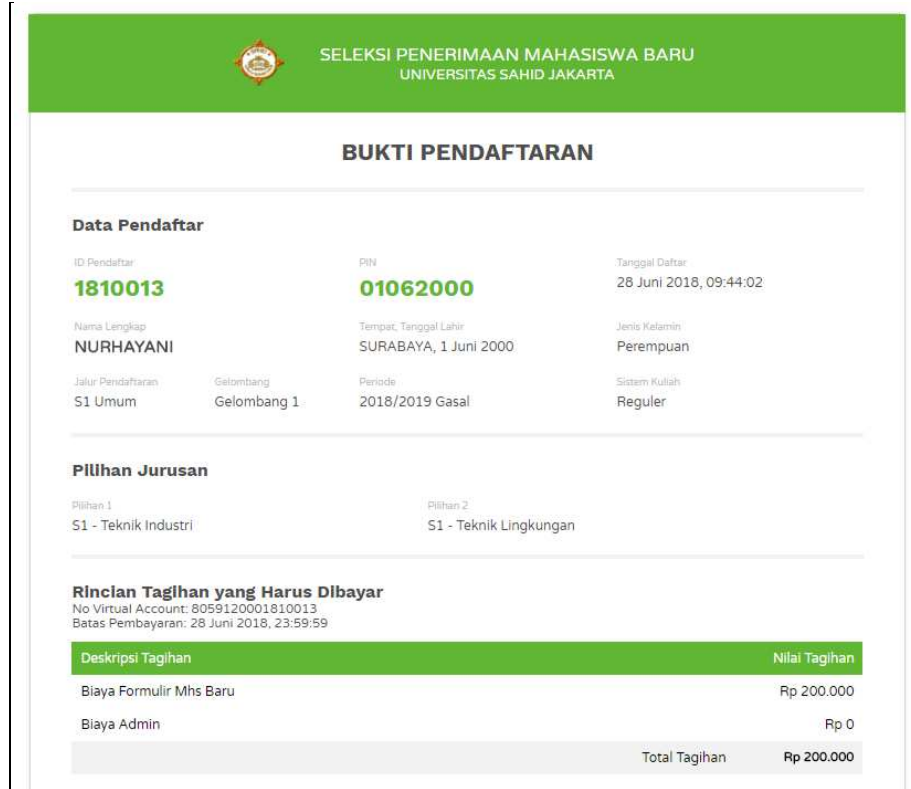 SELEKSI PENERIMAAN MAHASISWA BARU
UNIVERSITAS SAHID JAKARTA
BUKTI PENDAFTARAN
Data Pendaftar
ID Pendaftar PIN Tanggal Daftar
1810013 01062000 28 Juni 2018, 09:44:02
Nama Lengkap Tempat, Tanggal Lahir Jenis Kelamin
NURHAYANI SURABAYA, 1 Juni 2000 Perempuan
Jalur Pendaftaran Gelombang Periode Sistem Kuliah
S1 Umum Gelombang 1 2018/2019 Gasal Reguler
Pilihan Jurusan
Pilihan 1 Pilihan 2
S1 - Teknik Industri S1 - Teknik Lingkungan
Rincian Tagihan yang Harus Dibayar
No Virtual Account: 8059120001810013
Batas Pembayaran: 28 Juni 2018, 23:59:59
Deskripsi Tagihan Nilai Tagihan
Biaya Formulir Mhs Baru Rp 200.000
Biaya Admin Rp 0
Total Tagihan Rp 200.000